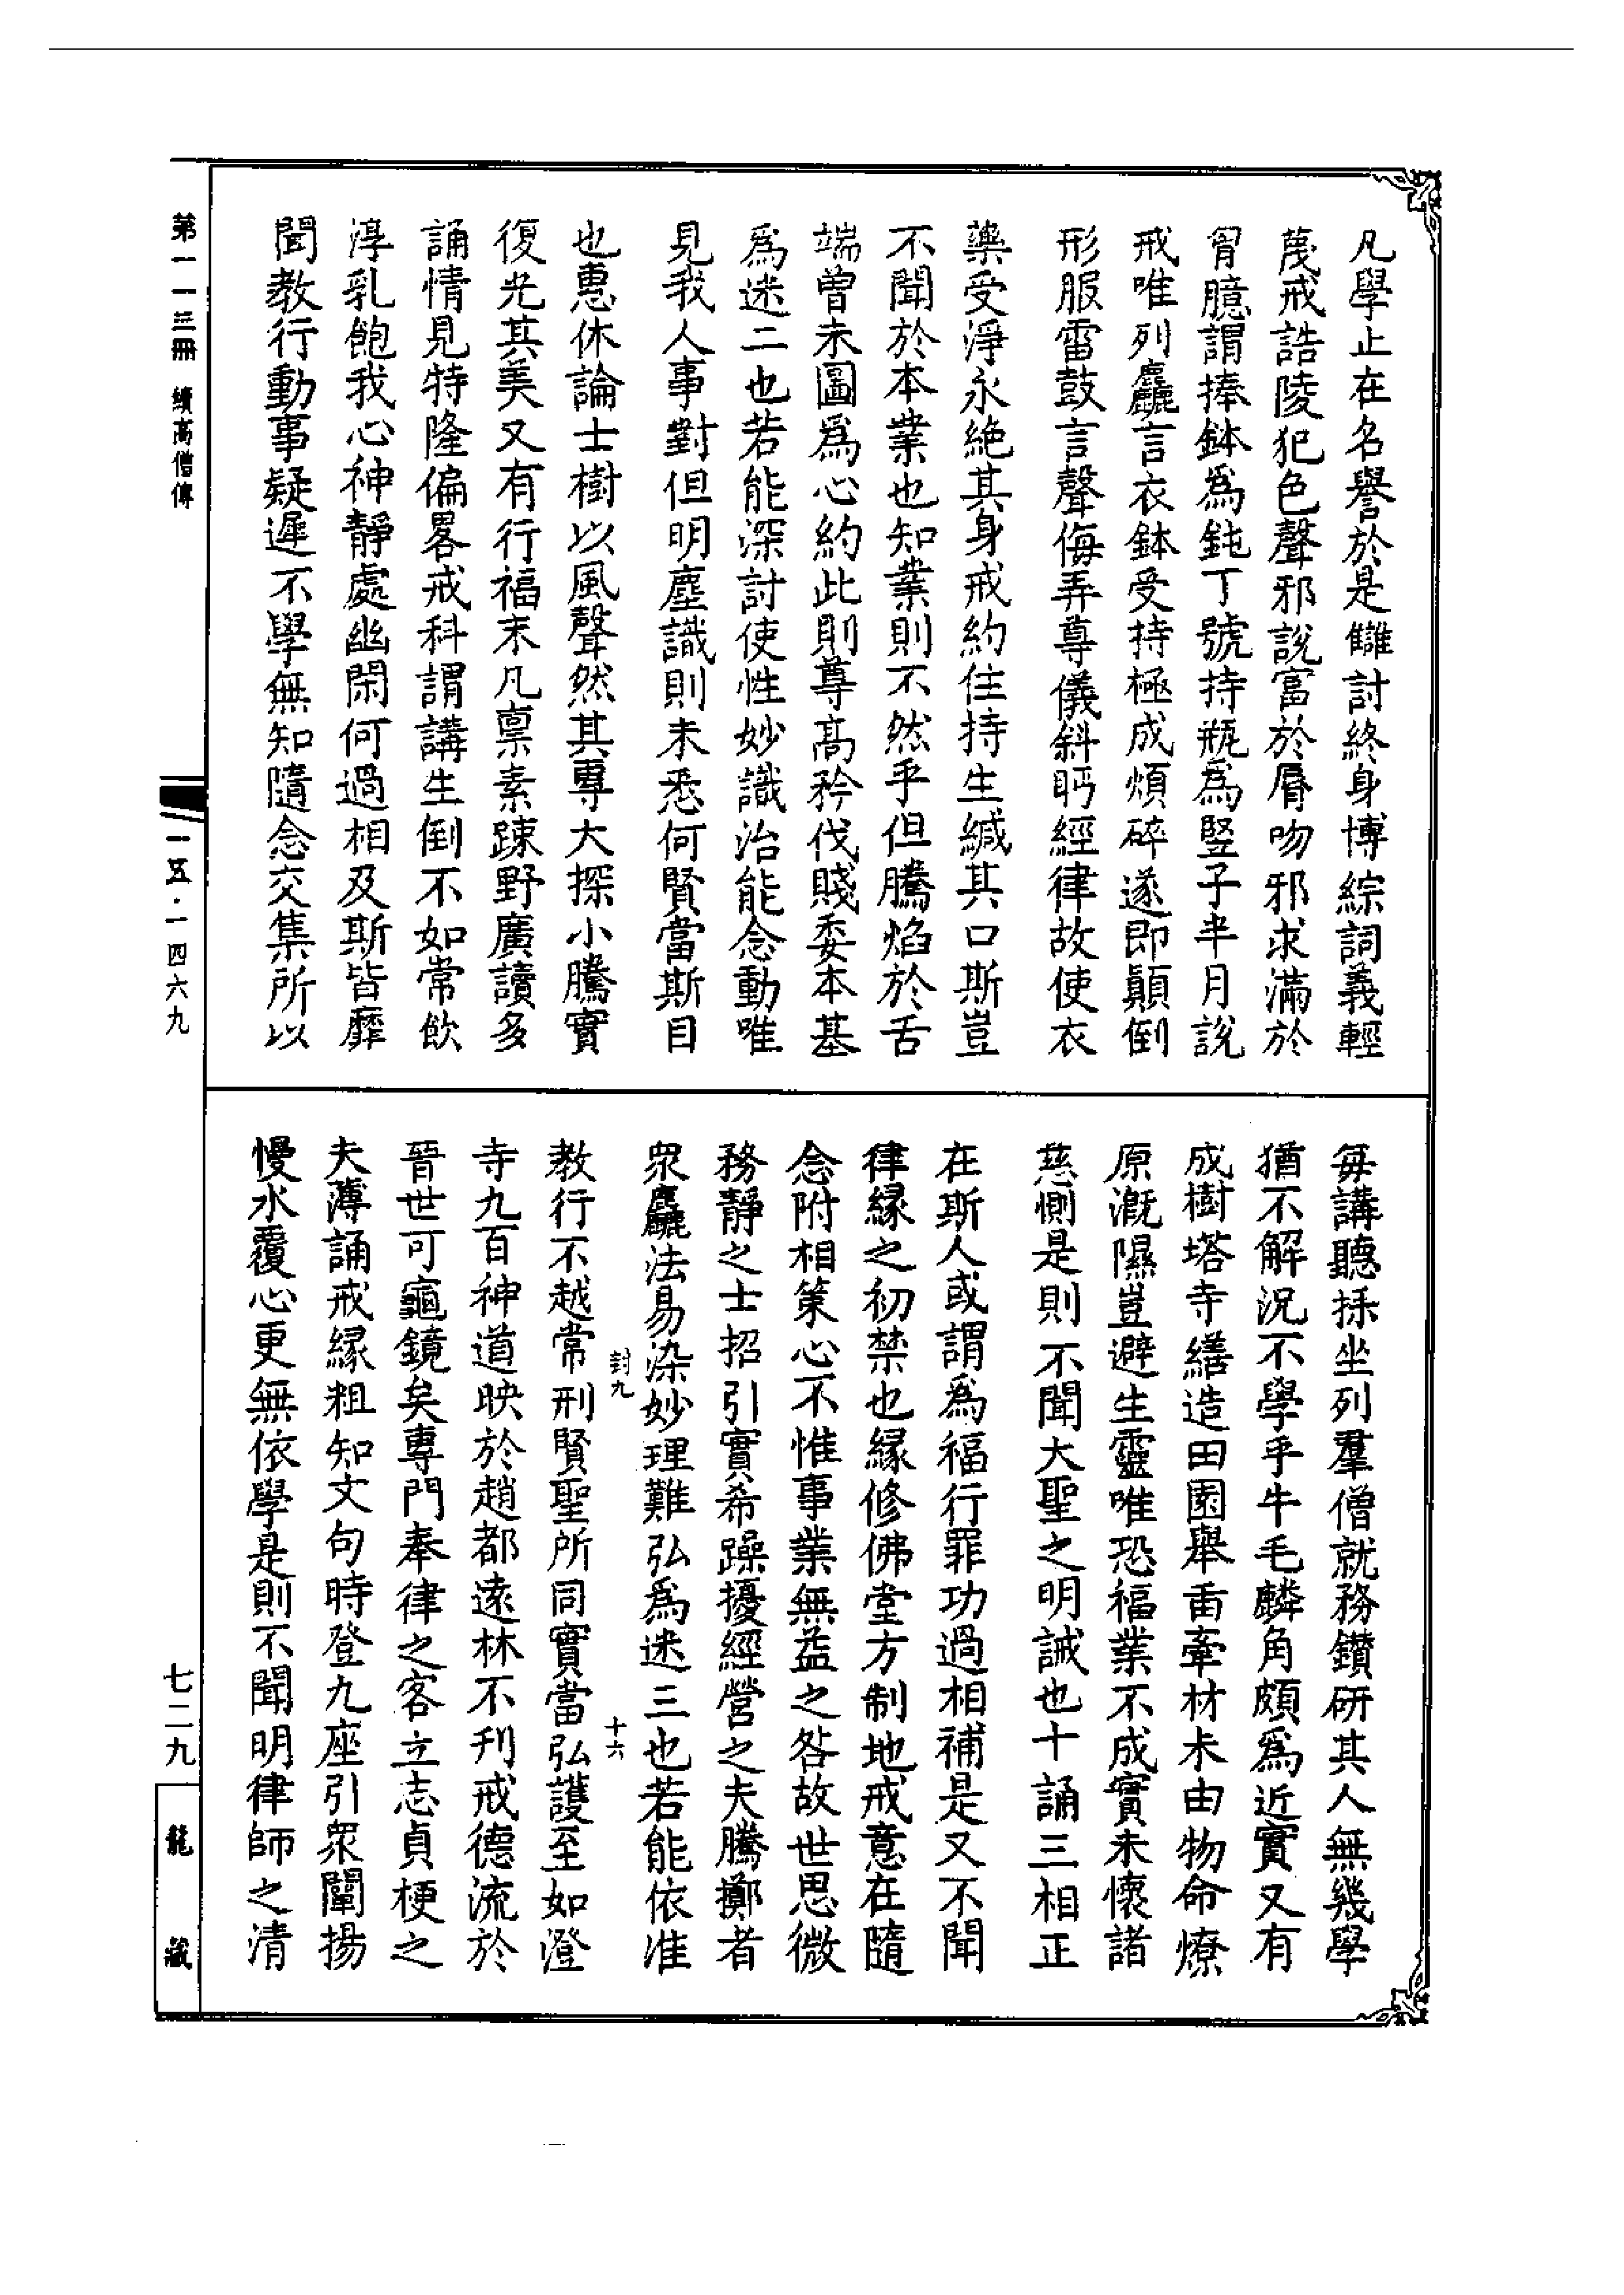 凡學止在名譽於是讎討終身博綜詞義輕
蔑戒誥陵犯色聲邪說富於脣吻邪求滿於
胷臆謂捧鉢爲鈍丁號持瓶爲竪子半月說
戒唯列麤言衣鉢受持極成煩碎遂即顛倒
形服雷鼓言聲侮弄尊儀斜眄經律故使衣
藥受淨永絕其身戒約住持生緘其口斯豈
不聞於本業也知業則不然乎但騰焰於舌
端曾未圖爲心約此則尊高矜伐賤委本基
爲迷二也若能深討使性妙識治能念動唯
見我人事對但明塵識則未悉何賢當斯目
也惠休論士樹以風聲然其專大探小騰實
復光其美又有行福末凡禀素踈野廣讀多
誦情見特隆偏畧戒科謂講生倒不如常飲
淳乳飽我心神靜處幽閑何過相及斯皆靡
聞教行動事疑遲不學無知隨念交集所以
每講聽採坐列羣僧就務鑽研其人無幾學
猶不解況不學乎牛毛麟角頗爲近實又有
成樹塔寺繕造田園舉臿牽材未由物命燎
原溉隰豈避生靈唯恐福業不成實未懷諸
慈惻是則不聞大聖之明誡也十誦三相正
在斯人或謂爲福行罪功過相補是又不聞
律緣之初禁也緣修佛堂方制地戒意在隨
念附相策心不惟事業無益之咎故世思微
務靜之士招引實希躁擾經營之夫騰擲者
衆麤法易染妙理難弘爲迷三也若能依准
封九
十六
教行不越常刑賢聖所同實當弘護至如澄
寺九百神道映於趙都遠林不刋戒德流於
晉世可龜鏡矣專門奉律之客立志貞梗之
夫薄誦戒緣粗知文句時登九座引衆闡揚
慢水覆心更無依學是則不聞明律師之清
第一一三冊 續高僧傳
一五·一四六九
七二九
龍藏